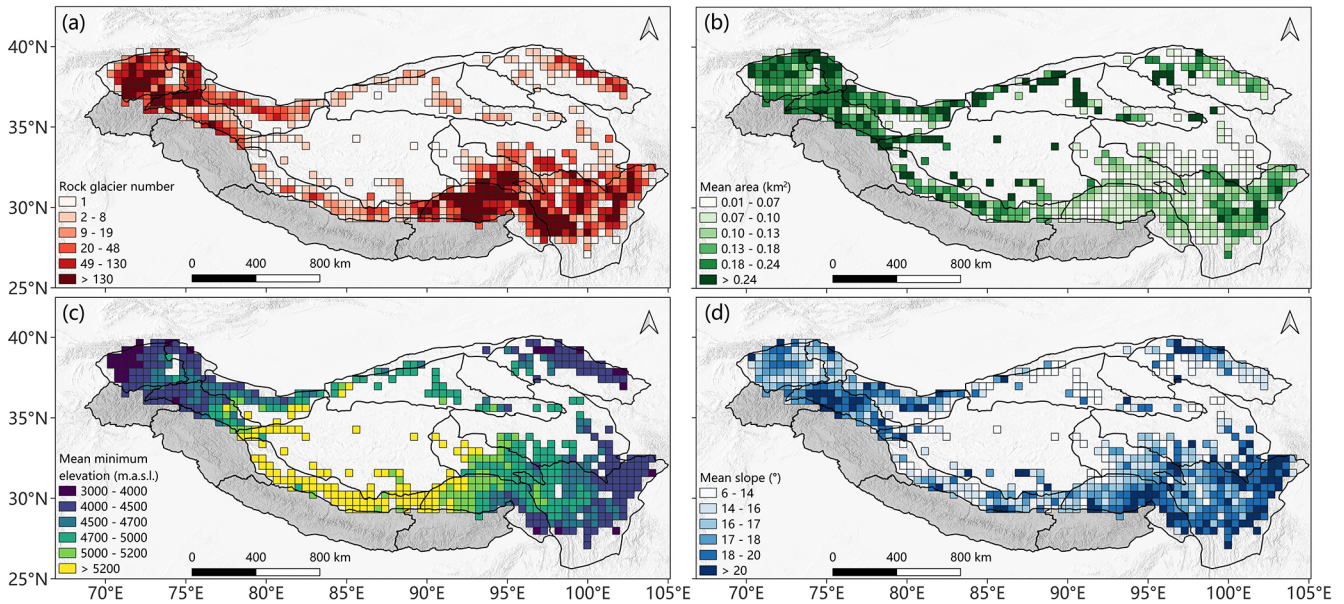 (a)
40°N
35°N
30°N
25°N
Rock glacier number
1
2 - 8
9 - 19
20 - 48
49 - 130
> 130
0 400 800 km
(b)
Mean area (km²)
0.01 - 0.07
0.07 - 0.10
0.10 - 0.13
0.13 - 0.18
0.18 - 0.24
> 0.24
0 400 800 km
(c)
40°N
35°N
30°N
25°N
Mean minimum
elevation (m.a.s.l.)
3000 - 4000
4000 - 4500
4500 - 4700
4700 - 5000
5000 - 5200
> 5200
0 400 800 km
70°E 75°E 80°E 85°E 90°E 95°E 100°E 105°E
(d)
Mean slope (°)
6 - 14
14 - 16
16 - 17
17 - 18
18 - 20
> 20
0 400 800 km
70°E 75°E 80°E 85°E 90°E 95°E 100°E 105°E